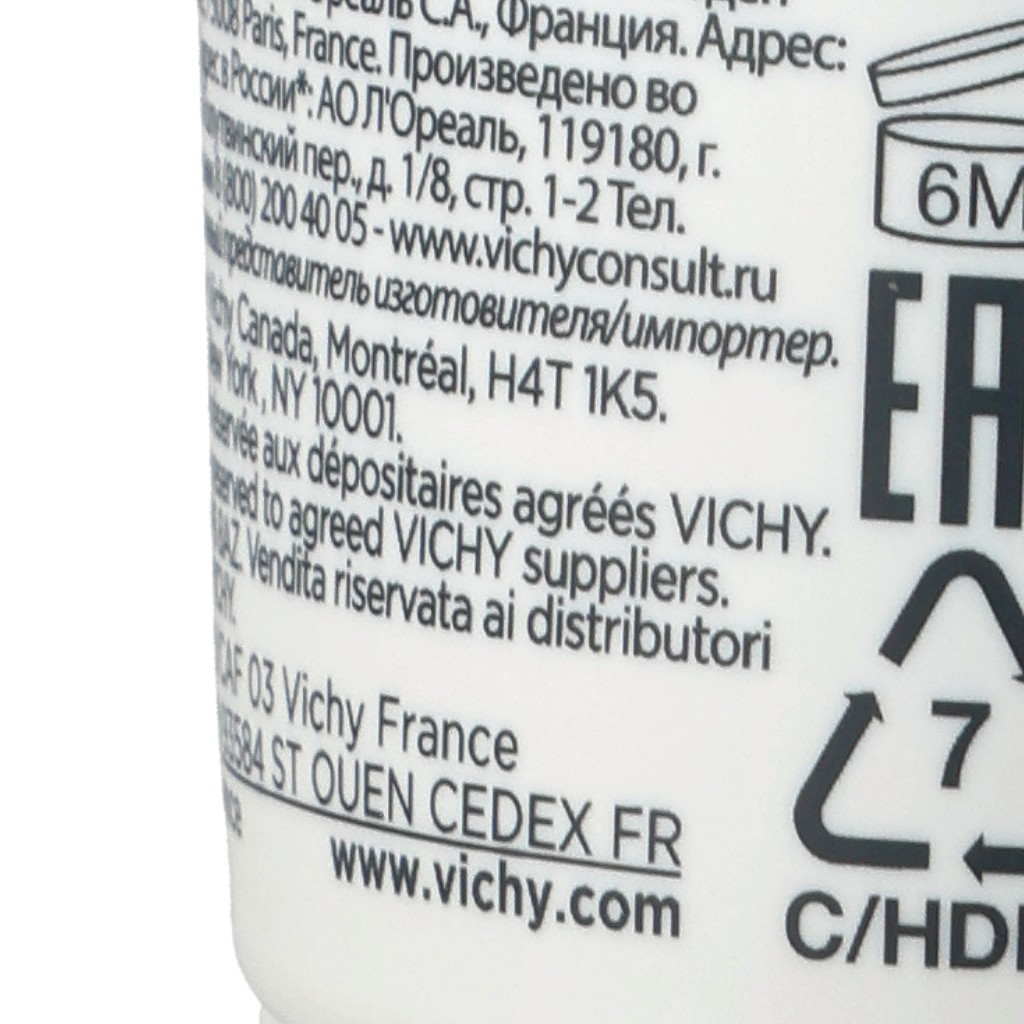 С.А., Франция. Адрес:
Paris, France. Произведено во
в России*: АО Л'Ореаль, 119180, г.
пер., д. 1/8, стр. 1-2 Тел.
(800) 200 40 05 - www.vichyconsult.ru
представитель изготовителя/импортер.
Canada, Montréal, H4T 1K5.
York, NY 10001.
aux dépositaires agréés VICHY.
to agreed VICHY suppliers.
Vendita riservata ai distributori
03 Vichy France
ST OUEN CEDEX FR
www.vichy.com
6M
7
C/HD